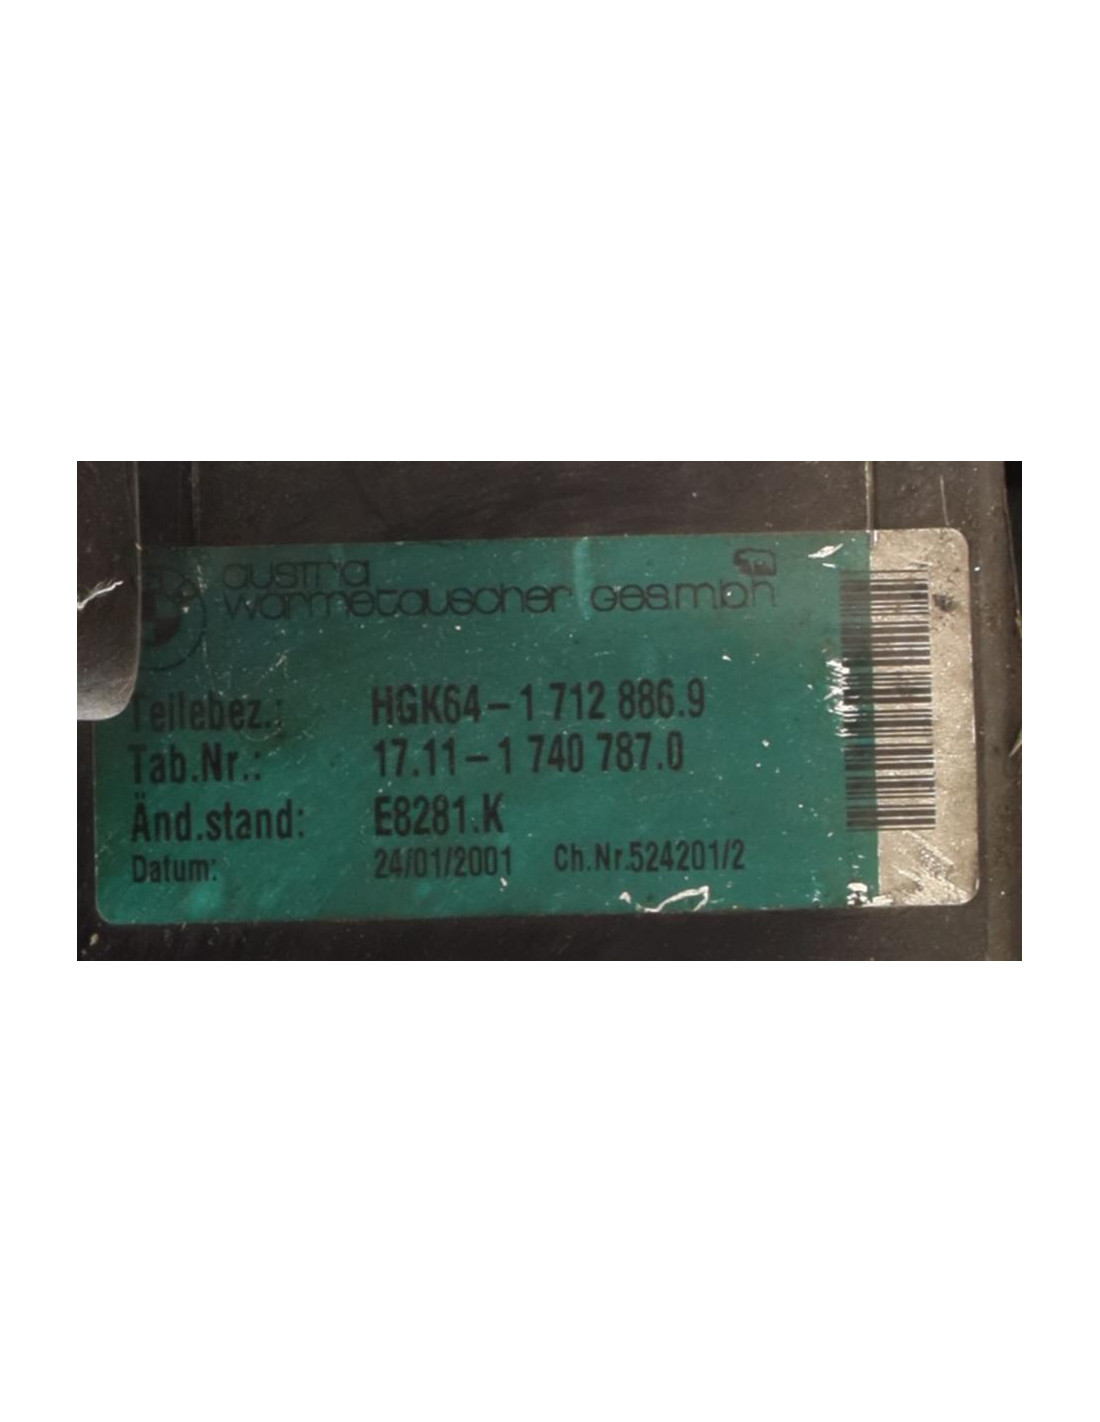 austria
wärmetauscher Ges.m.b.h
Teilebez.: HGK64-1 712 886.9
Tab.Nr.: 17.11-1 740 787.0
Änd.stand: E8281.K
Datum: 24/01/2001 Ch.Nr.524201/2